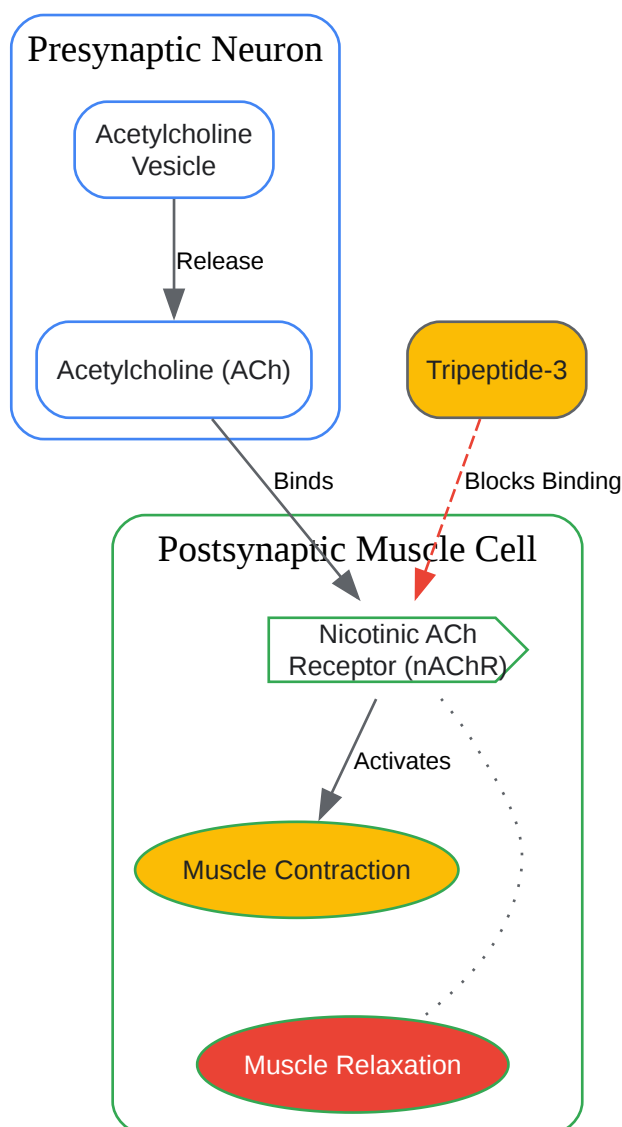 Presynaptic Neuron
Acetylcholine
Vesicle
Release
Acetylcholine (ACh)
Tripeptide-3
Binds
Blocks Binding
Postsynaptic Muscle Cell
Nicotinic ACh
Receptor (nAChR)
Activates
Muscle Contraction
Muscle Relaxation